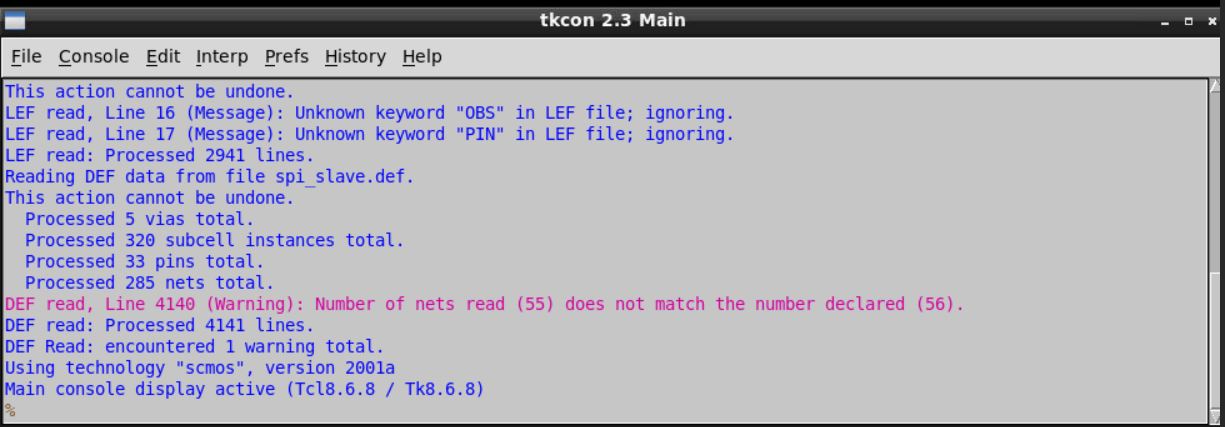 tkcon 2.3 Main
File Console Edit Interp Prefs History Help
This action cannot be undone.
LEF read, Line 16 (Message): Unknown keyword "OBS" in LEF file; ignoring.
LEF read, Line 17 (Message): Unknown keyword "PIN" in LEF file; ignoring.
LEF read: Processed 2941 lines.
Reading DEF data from file spi_slave.def.
This action cannot be undone.
  Processed 5 vias total.
  Processed 320 subcell instances total.
  Processed 33 pins total.
  Processed 285 nets total.
DEF read, Line 4140 (Warning): Number of nets read (55) does not match the number declared (56).
DEF read: Processed 4141 lines.
DEF Read: encountered 1 warning total.
Using technology "scmos", version 2001a
Main console display active (Tcl8.6.8 / Tk8.6.8)
%